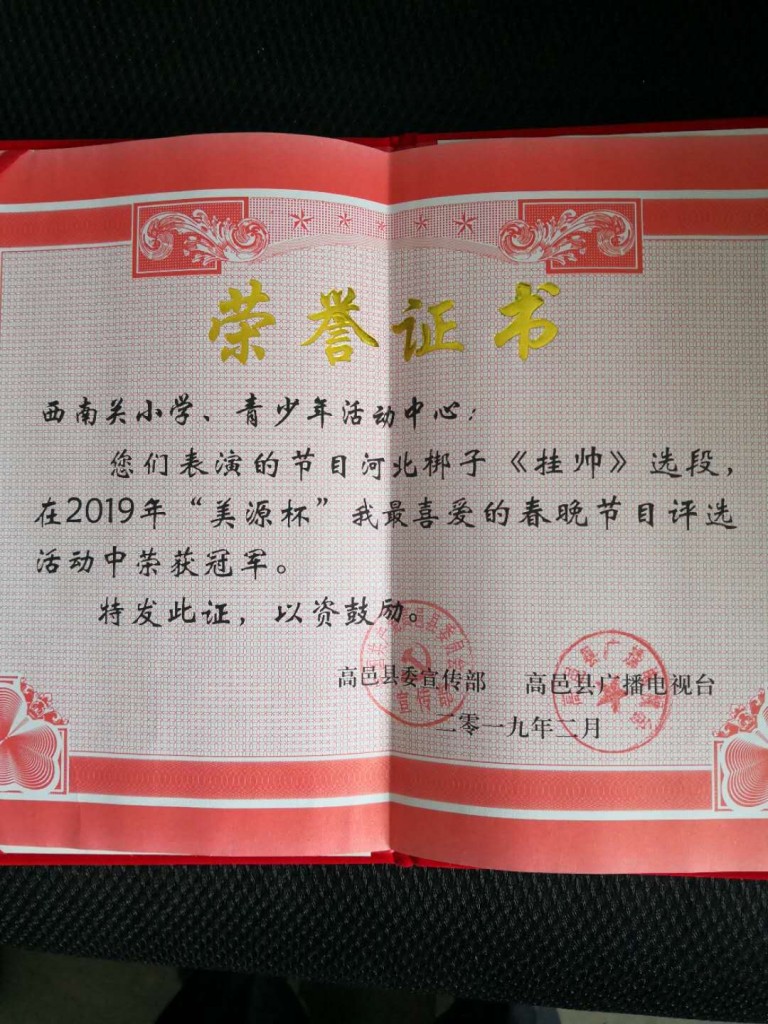 荣誉证书
西南关小学、青少年活动中心：
您们表演的节目河北梆子《挂帅》选段，
在2019年“美源杯”我最喜爱的春晚节目评选
活动中荣获冠军。
特发此证，以资鼓励。
高邑县委宣传部 高邑县广播电视台
二零一九年二月
宣传部